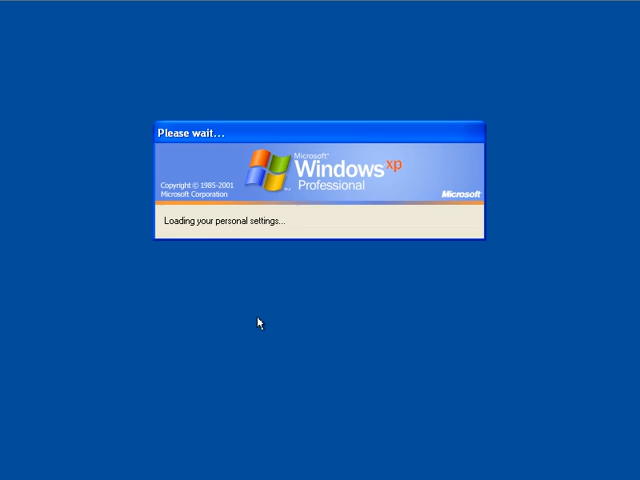 Please wait...
Microsoft®
Windows xp
Professional
Copyright © 1985-2001
Microsoft Corporation
Microsoft
Loading your personal settings...